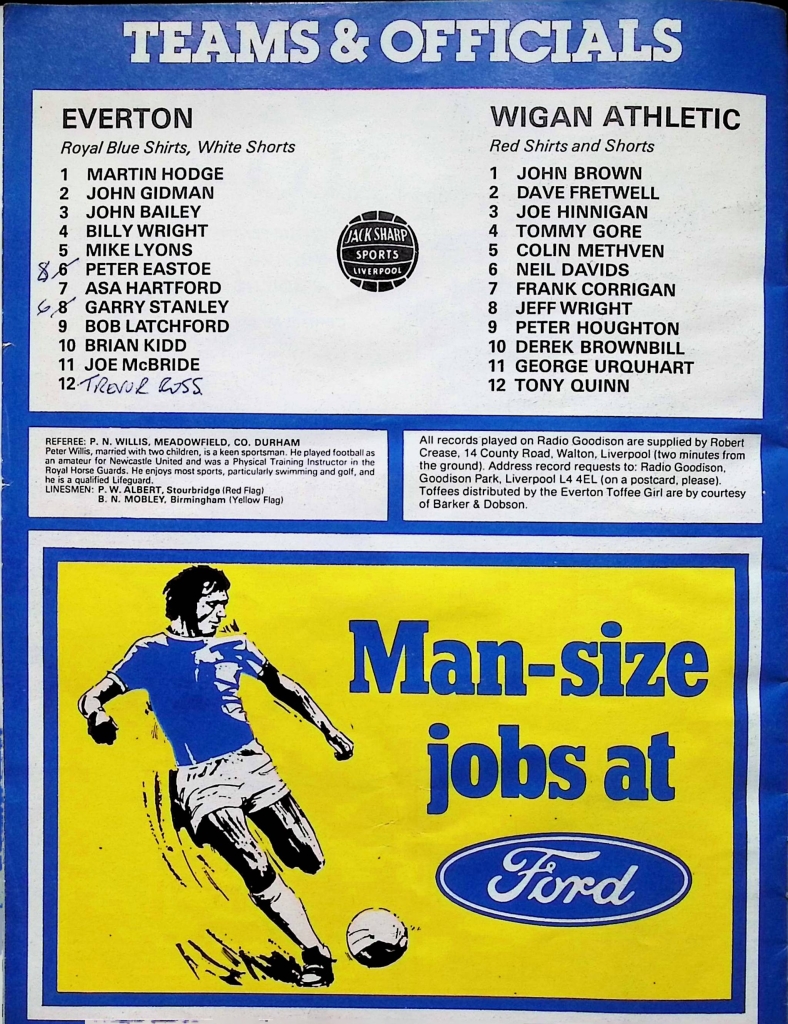 TEAMS & OFFICIALS
EVERTON
Royal Blue Shirts, White Shorts
1 MARTIN HODGE
2 JOHN GIDMAN
3 JOHN BAILEY
4 BILLY WRIGHT
5 MIKE LYONS
8 6 PETER EASTOE
7 ASA HARTFORD
6 8 GARRY STANLEY
9 BOB LATCHFORD
10 BRIAN KIDD
11 JOE McBRIDE
12 TREVOR ROSS
JACK SHARP
SPORTS
LIVERPOOL
WIGAN ATHLETIC
Red Shirts and Shorts
1 JOHN BROWN
2 DAVE FRETWELL
3 JOE HINNIGAN
4 TOMMY GORE
5 COLIN METHVEN
6 NEIL DAVIDS
7 FRANK CORRIGAN
8 JEFF WRIGHT
9 PETER HOUGHTON
10 DEREK BROWNBILL
11 GEORGE URQUHART
12 TONY QUINN
REFEREE: P. N. WILLIS, MEADOWFIELD, CO. DURHAM
Peter Willis, married with two children, is a keen sportsman. He played football as
an amateur for Newcastle United and was a Physical Training Instructor in the
Royal Horse Guards. He enjoys most sports, particularly swimming and golf, and
he is a qualified Lifeguard.
LINESMEN: P. W. ALBERT, Stourbridge (Red Flag)
B. N. MOBLEY, Birmingham (Yellow Flag)
All records played on Radio Goodison are supplied by Robert
Crease, 14 County Road, Walton, Liverpool (two minutes from
the ground). Address record requests to: Radio Goodison,
Goodison Park, Liverpool L4 4EL (on a postcard, please).
Toffees distributed by the Everton Toffee Girl are by courtesy
of Barker & Dobson.
Man-size
jobs at
Ford